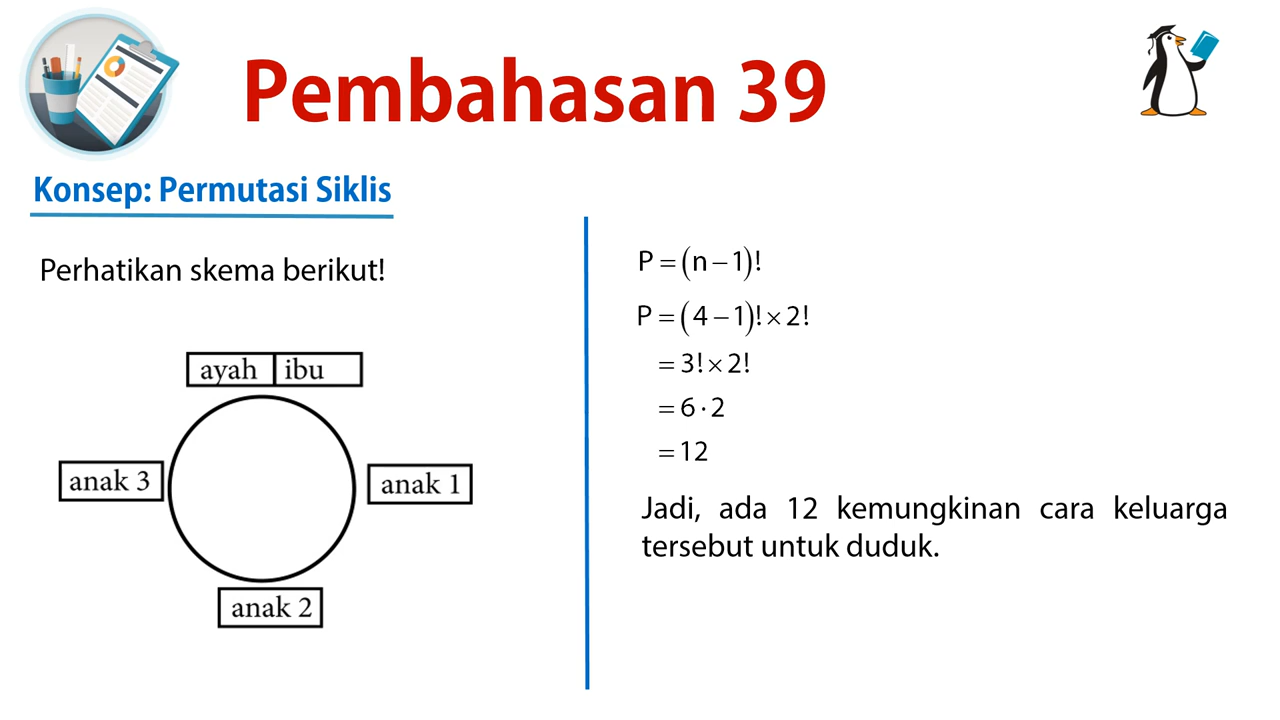 Pembahasan 39
Konsep: Permutasi Siklis
Perhatikan skema berikut!
ayah ibu
anak 3
anak 1
anak 2
P = (n – 1)!
P = (4 – 1)! × 2!
= 3! × 2!
= 6 · 2
= 12
Jadi, ada 12 kemungkinan cara keluarga
tersebut untuk duduk.